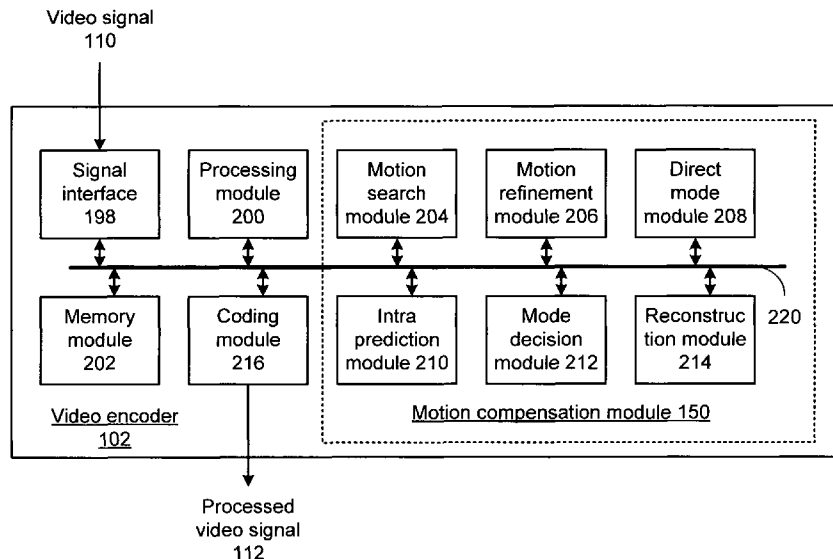 Video signal
110
Signal
interface
198
Processing
module
200
Motion
search
module 204
Motion
refinement
module 206
Direct
mode
module 208
Memory
module
202
Coding
module
216
Intra
prediction
module 210
Mode
decision
module 212
Reconstruc
tion module
214
220
Video encoder
102
Motion compensation module 150
Processed
video signal
112